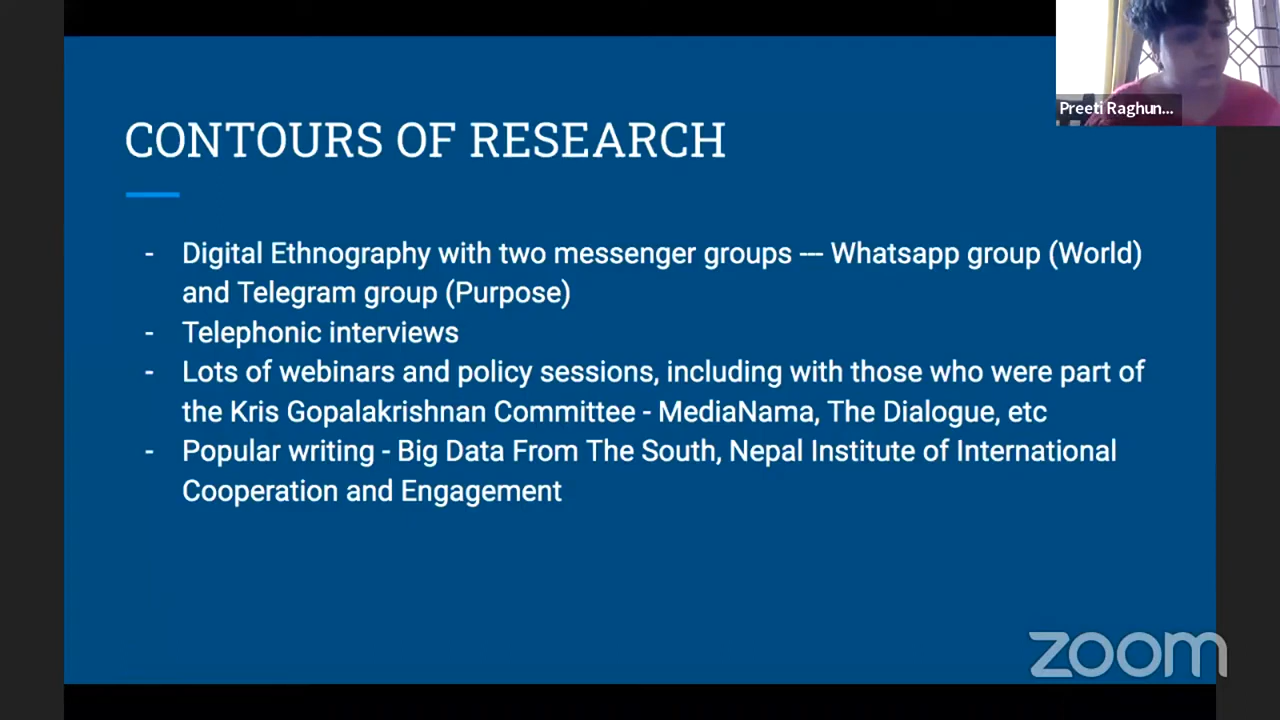 Preeti Raghun...
CONTOURS OF RESEARCH
- Digital Ethnography with two messenger groups --- Whatsapp group (World)
and Telegram group (Purpose)
- Telephonic interviews
- Lots of webinars and policy sessions, including with those who were part of
the Kris Gopalakrishnan Committee - MediaNama, The Dialogue, etc
- Popular writing - Big Data From The South, Nepal Institute of International
Cooperation and Engagement
zoom